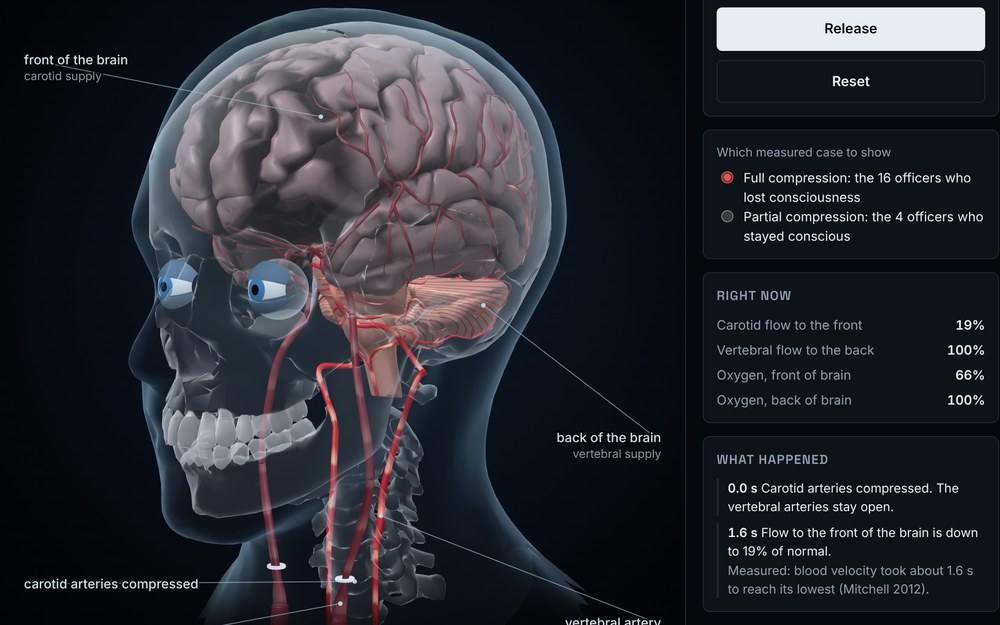 front of the brain
carotid supply
back of the brain
vertebral supply
carotid arteries compressed
vertebral artery
Release
Reset
Which measured case to show
Full compression: the 16 officers who
lost consciousness
Partial compression: the 4 officers who
stayed conscious
RIGHT NOW
Carotid flow to the front 19%
Vertebral flow to the back 100%
Oxygen, front of brain 66%
Oxygen, back of brain 100%
WHAT HAPPENED
0.0 s Carotid arteries compressed. The
vertebral arteries stay open.
1.6 s Flow to the front of the brain is down
to 19% of normal.
Measured: blood velocity took about 1.6 s
to reach its lowest (Mitchell 2012).